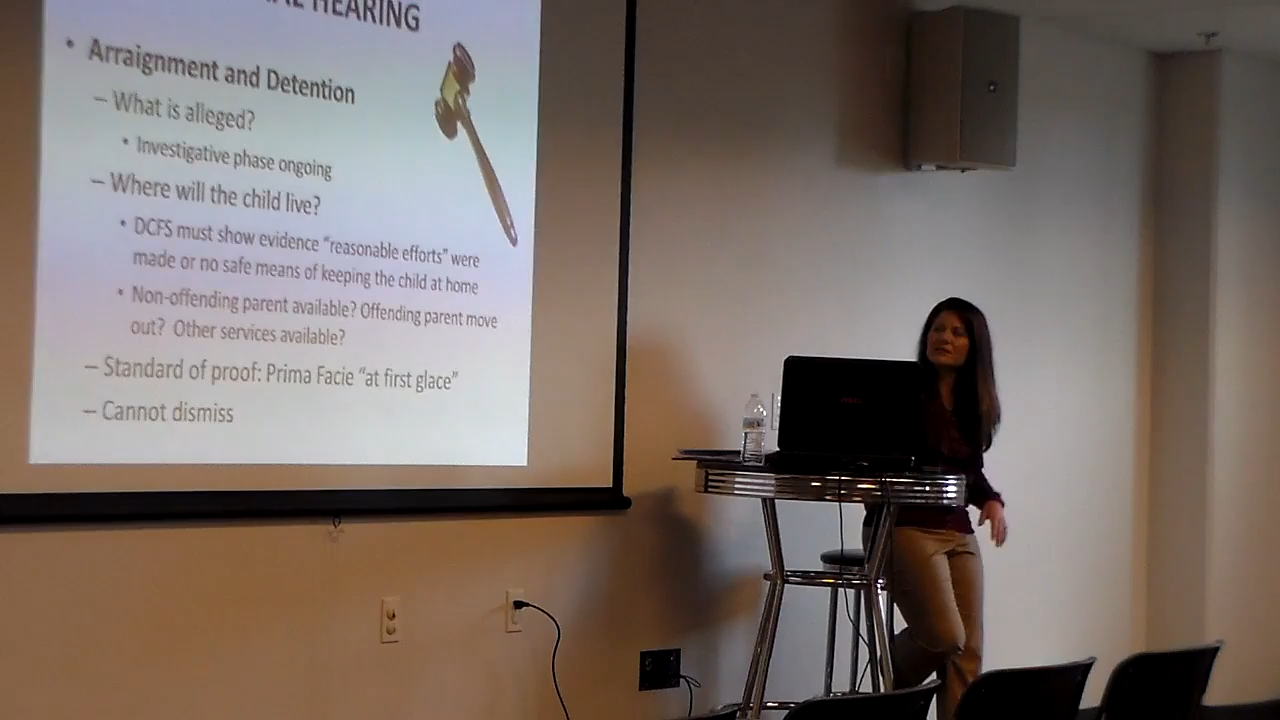 HEARING
• Arraignment and Detention
– What is alleged?
• Investigative phase ongoing
– Where will the child live?
• DCFS must show evidence “reasonable efforts” were
made or no safe means of keeping the child at home
• Non-offending parent available? Offending parent move
out? Other services available?
– Standard of proof: Prima Facie “at first glace”
– Cannot dismiss